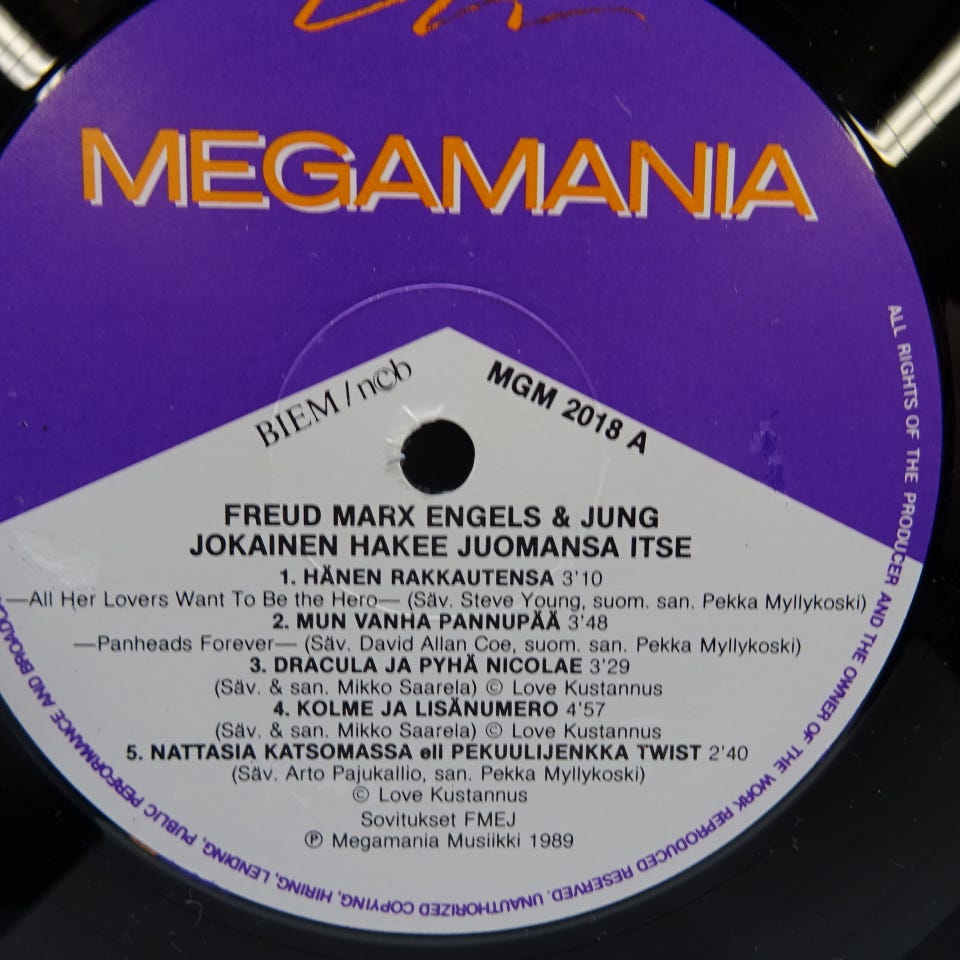 MEGAMANIA
BIEM/n©b
MGM 2018 A
FREUD MARX ENGELS & JUNG
JOKAINEN HAKEE JUOMANSA ITSE
1. HÄNEN RAKKAUTENSA 3'10
—All Her Lovers Want To Be the Hero— (Säv. Steve Young, suom. san. Pekka Myllykoski)
2. MUN VANHA PANNUPÄÄ 3'48
—Panheads Forever— (Säv. David Allan Coe, suom. san. Pekka Myllykoski)
3. DRACULA JA PYHÄ NICOLAE 3'29
(Säv. & san. Mikko Saarela) © Love Kustannus
4. KOLME JA LISÄNUMERO 4'57
(Säv. & san. Mikko Saarela) © Love Kustannus
5. NATTASIA KATSOMASSA eli PEKUULIJENKKA TWIST 2'40
(Säv. Arto Pajukallio, san. Pekka Myllykoski)
© Love Kustannus
Sovitukset FMEJ
℗ Megamania Musiikki 1989
ALL RIGHTS OF THE PRODUCER AND THE OWNER OF THE WORK REPRODUCED RESERVED. UNAUTHORIZED COPYING, HIRING, LENDING, PUBLIC PERFORMANCE AND